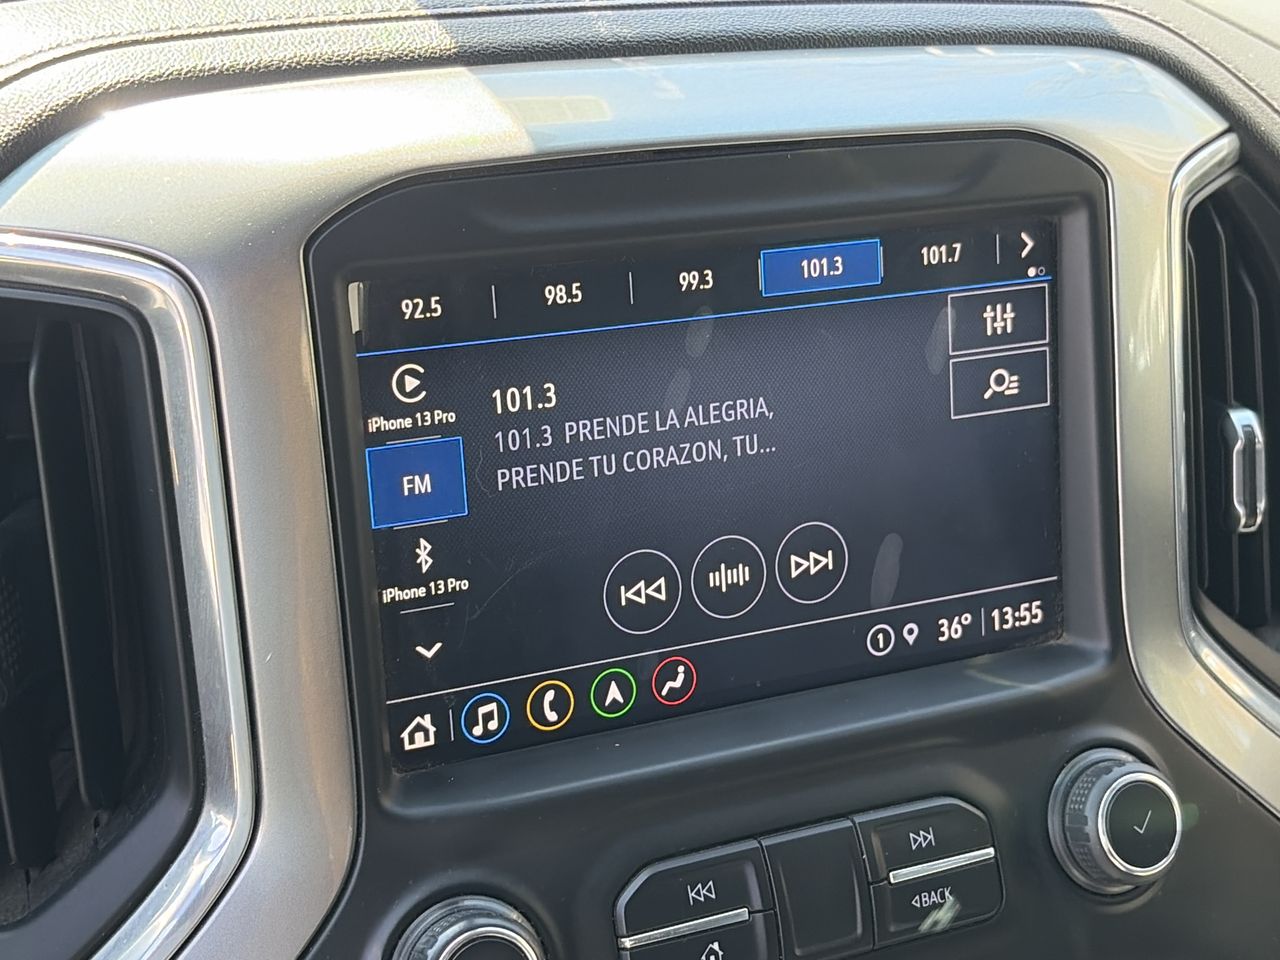 92.5 98.5 99.3 101.3 101.7
iPhone 13 Pro
FM
iPhone 13 Pro
101.3
101.3 PRENDE LA ALEGRIA,
PRENDE TU CORAZON, TU...
1 36° 13:55
BACK